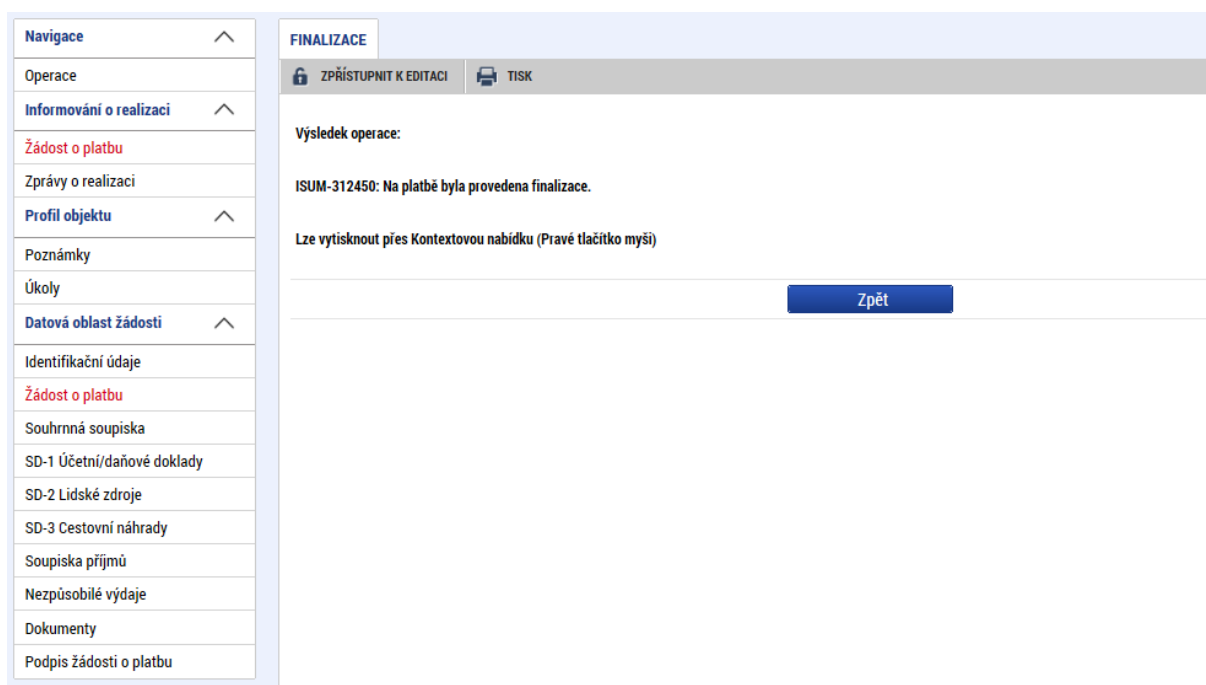 Navigace
Operace
Informování o realizaci
Žádost o platbu
Zprávy o realizaci
Profil objektu
Poznámky
Úkoly
Datová oblast žádosti
Identifikační údaje
Žádost o platbu
Souhrnná soupiska
SD-1 Účetní/daňové doklady
SD-2 Lidské zdroje
SD-3 Cestovní náhrady
Soupiska příjmů
Nezpůsobilé výdaje
Dokumenty
Podpis žádosti o platbu
FINALIZACE
ZPŘÍSTUPNIT K EDITACI TISK
Výsledek operace:
ISUM-312450: Na platbě byla provedena finalizace.
Lze vytisknout přes Kontextovou nabídku (Pravé tlačítko myši)
Zpět